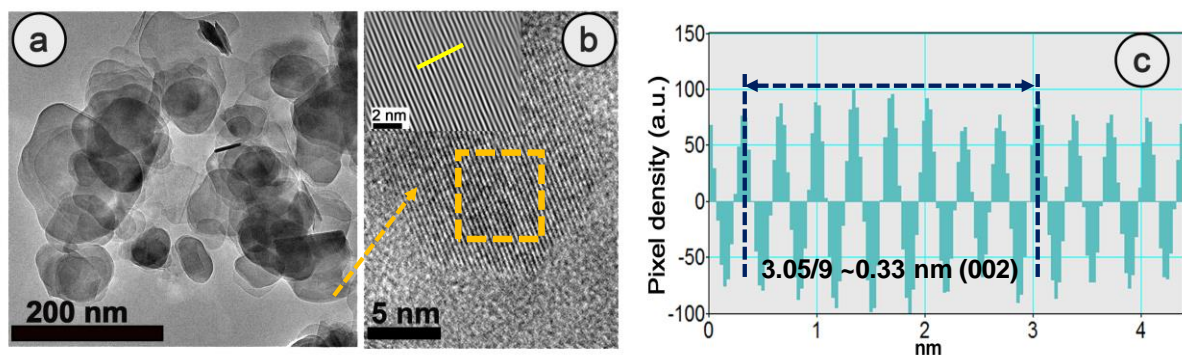 a
200 nm
b
2 nm
5 nm
c
Pixel density (a.u.)
150
100
50
0
-50
-100
3.05/9 ~0.33 nm (002)
0 1 2 3 4
nm